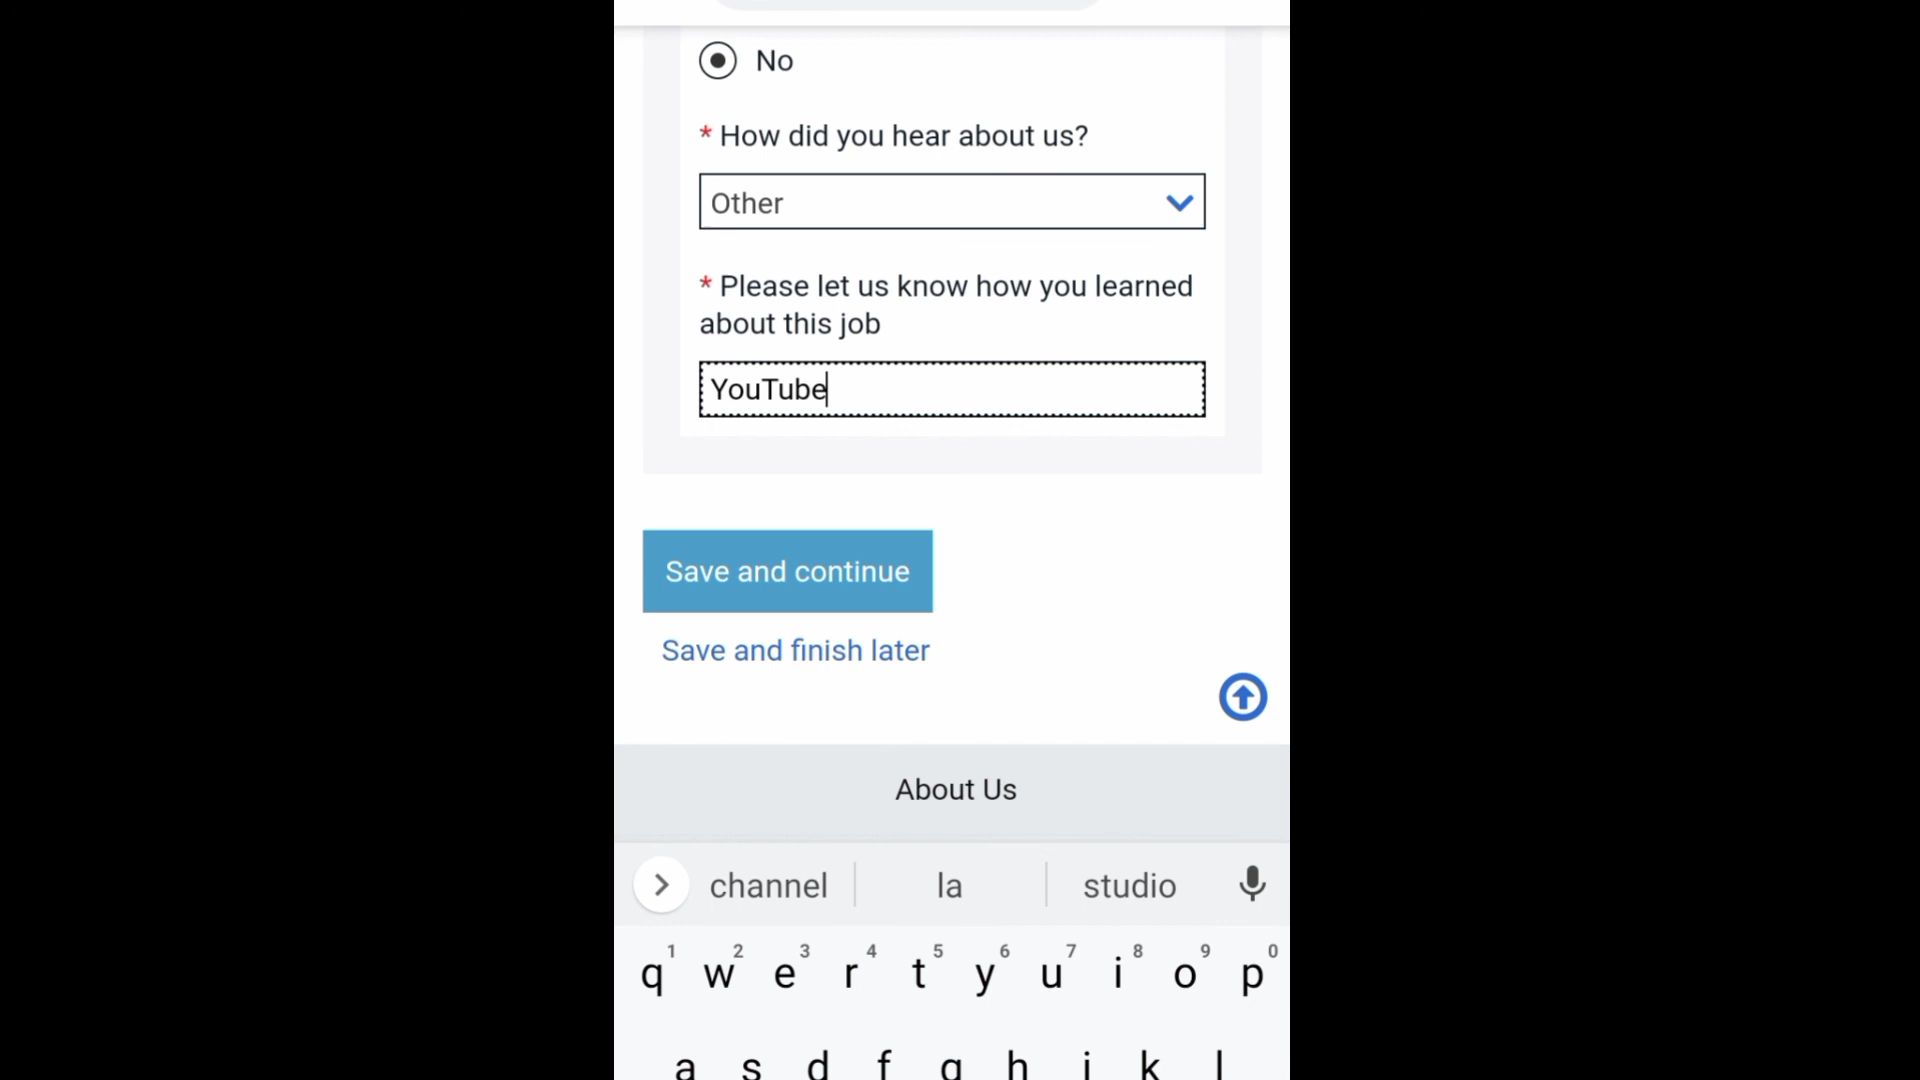 No
* How did you hear about us?
Other
* Please let us know how you learned
about this job
YouTube
Save and continue
Save and finish later
About Us
channel la studio
1 2 3 4 5 6 7 8 9 0
q w e r t y u i o p
a s d f g h j k l